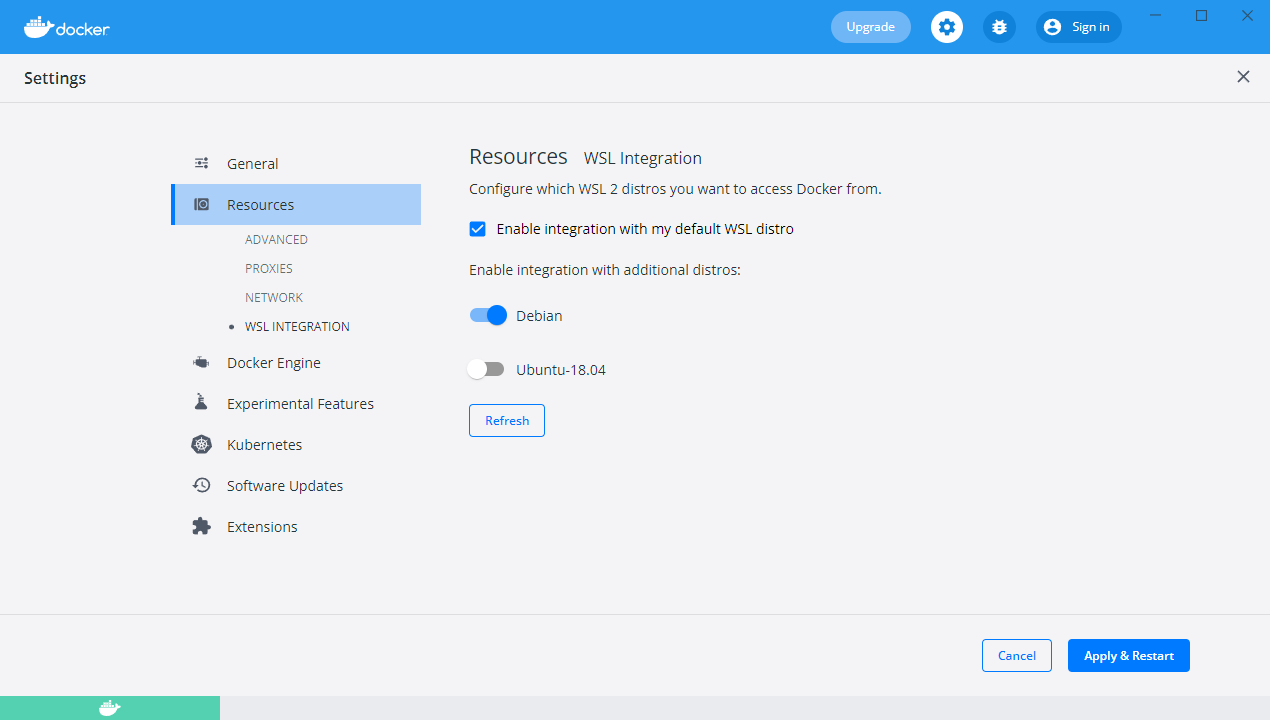 docker
Upgrade
Sign in
Settings
General
Resources
ADVANCED
PROXIES
NETWORK
WSL INTEGRATION
Docker Engine
Experimental Features
Kubernetes
Software Updates
Extensions
Resources WSL Integration
Configure which WSL 2 distros you want to access Docker from.
Enable integration with my default WSL distro
Enable integration with additional distros:
Debian
Ubuntu-18.04
Refresh
Cancel
Apply & Restart